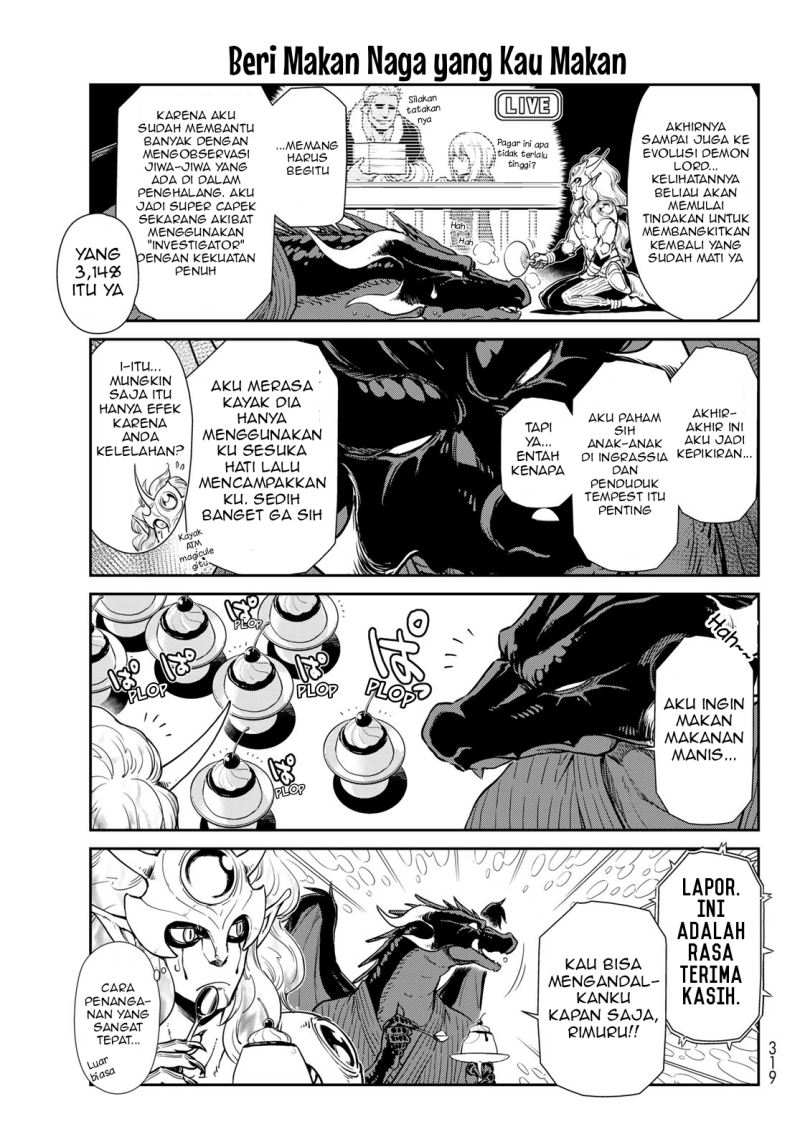 Beri Makan Naga yang Kau Makan
AKHIRNYA
SAMPAI JUGA KE
EVOLUSI DEMON
LORD...
KELIHATANNYA
BELIAU AKAN
MEMULAI
TINDAKAN UNTUK
MEMBANGKITKAN
KEMBALI YANG
SUDAH MATI YA
LIVE
Silakan
tatakan
nya
Pagar ini apa
tidak terlalu
tinggi?
Hah
Hah
...MEMANG
HARUS
BEGITU
KARENA AKU
SUDAH MEMBANTU
BANYAK DENGAN
MENGOBSERVASI
JIWA-JIWA YANG
ADA DI DALAM
PENGHALANG. AKU
JADI SUPER CAPEK
SEKARANG AKIBAT
MENGGUNAKAN
"INVESTIGATOR"
DENGAN KEKUATAN
PENUH
YANG
3,14%
ITU YA
AKHIR-
AKHIR INI
AKU JADI
KEPIKIRAN...
AKU PAHAM
SIH
ANAK-ANAK
DI INGRASSIA
DAN
PENDUDUK
TEMPEST ITU
PENTING
TAPI
YA...
ENTAH
KENAPA
AKU MERASA
KAYAK DIA
HANYA
MENGGUNAKAN
KU SESUKA
HATI LALU
MENCAMPAKKAN
KU. SEDIH
BANGET GA SIH
I-ITU...
MUNGKIN
SAJA ITU
HANYA EFEK
KARENA
ANDA
KELELAHAN?
Kayak
ATM
magicule
gitu
Hah~~
AKU INGIN
MAKAN
MAKANAN
MANIS...
ぱっ
PLOP
ぱ
PLOP
ぱ
PLOP
ぱ
PLOP
ぱ
PLOP
LAPOR.
INI
ADALAH
RASA
TERIMA
KASIH.
KAU BISA
MENGANDAL-
KANKU
KAPAN SAJA,
RIMURU!!
CARA
PENANGA-
NAN YANG
SANGAT
TEPAT...
Luar
biasa
319